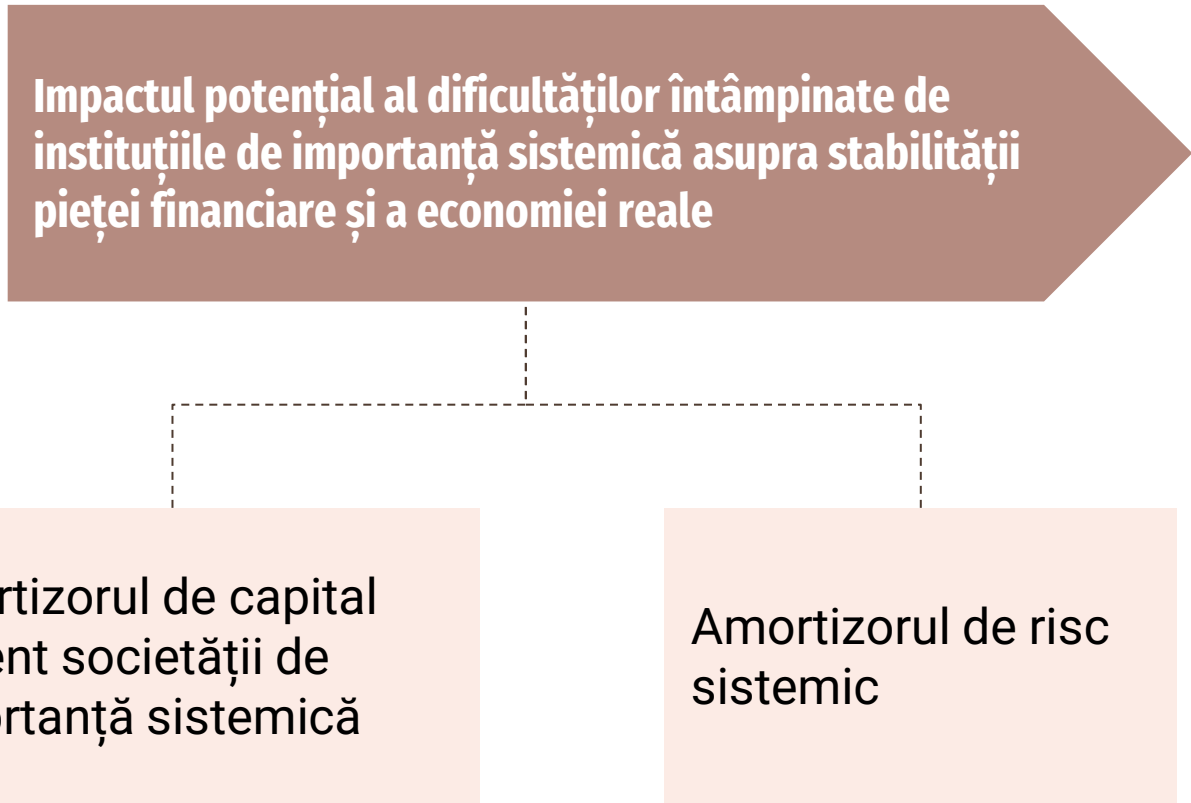 Impactul potențial al dificultăților întâmpinate de
instituțiile de importanță sistemică asupra stabilității
pieței financiare și a economiei reale
rtizorul de capital
ent societății de
rtanță sistemică
Amortizorul de risc
sistemic